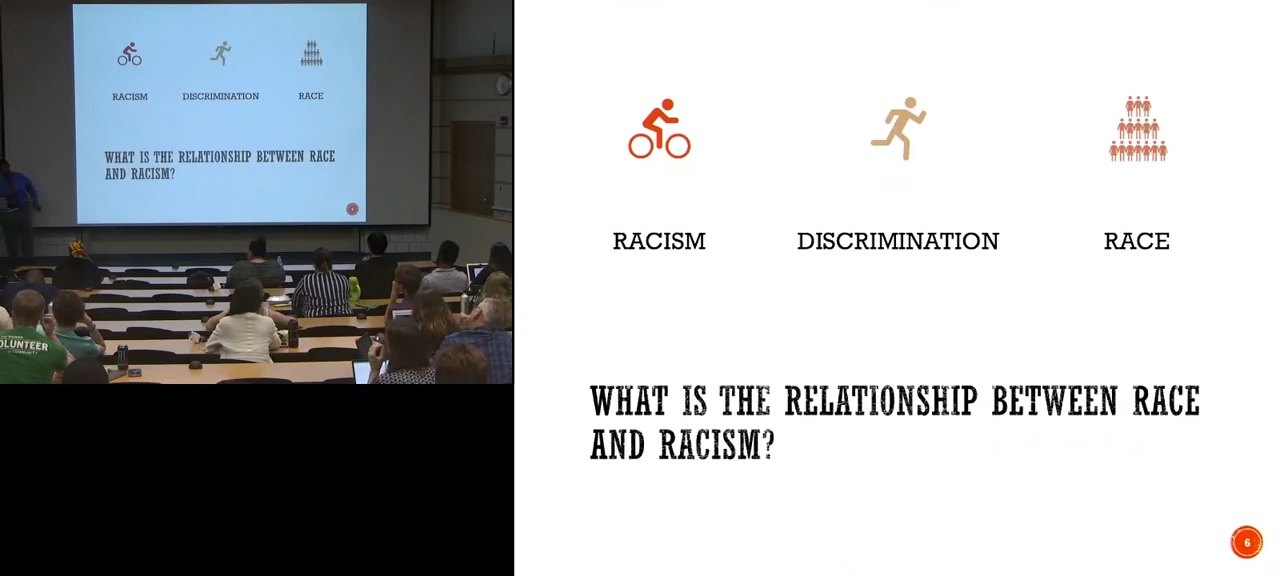 RACISM
DISCRIMINATION
RACE
WHAT IS THE RELATIONSHIP BETWEEN RACE
AND RACISM?
VOLUNTEER
RACISM
DISCRIMINATION
RACE
WHAT IS THE RELATIONSHIP BETWEEN RACE
AND RACISM?
6